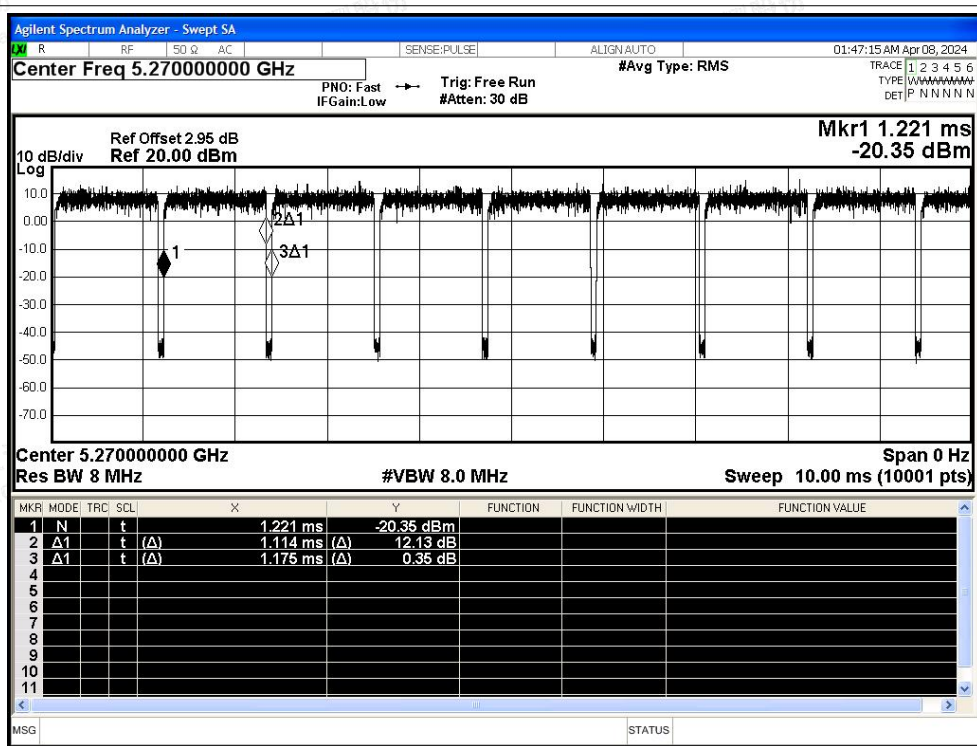 Agilent Spectrum Analyzer - Swept SA
LXI R RF 50 Ω AC SENSE:PULSE ALIGN AUTO 01:47:15 AM Apr 08, 2024
Center Freq 5.270000000 GHz #Avg Type: RMS TRACE 1 2 3 4 5 6
PNO: Fast Trig: Free Run TYPE
IFGain:Low #Atten: 30 dB DET P N N N N N
Mkr1 1.221 ms
-20.35 dBm
Ref Offset 2.95 dB
10 dB/div Ref 20.00 dBm
Log
10.0
0.00
-10.0
-20.0
-30.0
-40.0
-50.0
-60.0
-70.0
2Δ1
1
3Δ1
Center 5.270000000 GHz Span 0 Hz
Res BW 8 MHz #VBW 8.0 MHz Sweep 10.00 ms (10001 pts)
MKR MODE TRC SCL X Y FUNCTION FUNCTION WIDTH FUNCTION VALUE
1 N t 1.221 ms -20.35 dBm
2 Δ1 t (Δ) 1.114 ms (Δ) 12.13 dB
3 Δ1 t (Δ) 1.175 ms (Δ) 0.35 dB
4
5
6
7
8
9
10
11
MSG STATUS